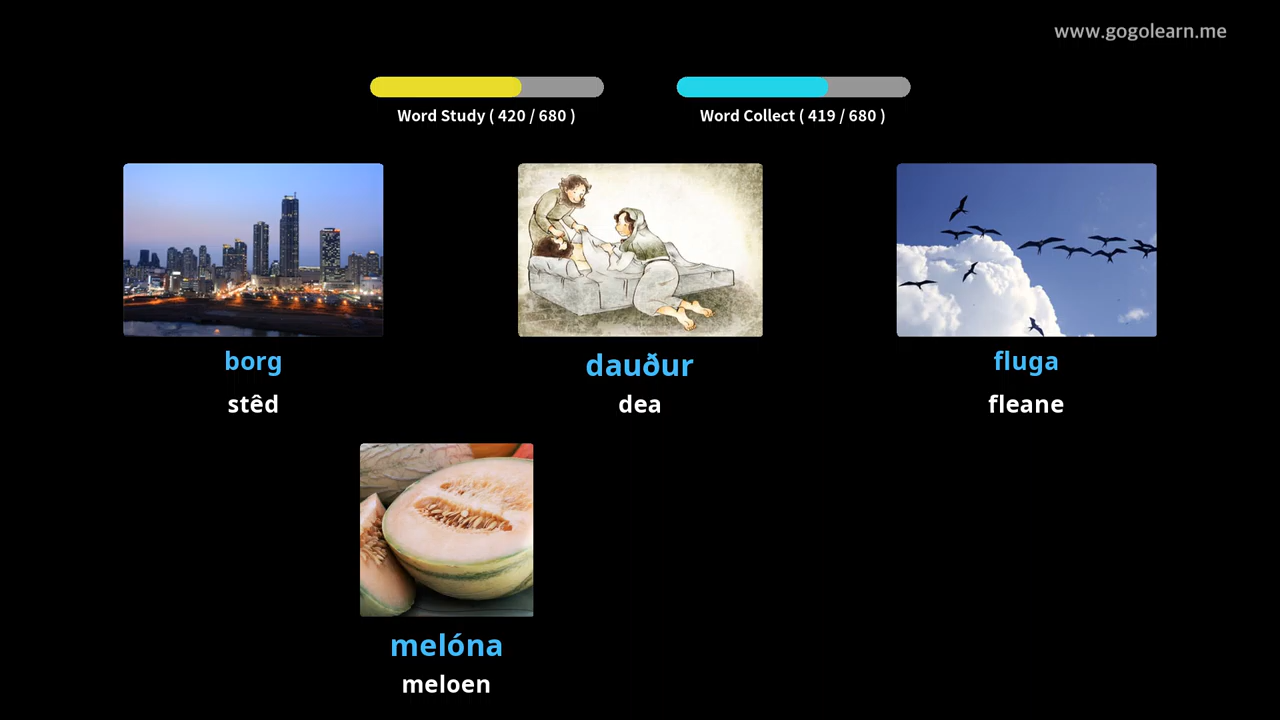 www.gogolearn.me
Word Study ( 420 / 680 )
Word Collect ( 419 / 680 )
borg
dauður
fluga
stêd
dea
fleane
melóna
meloen